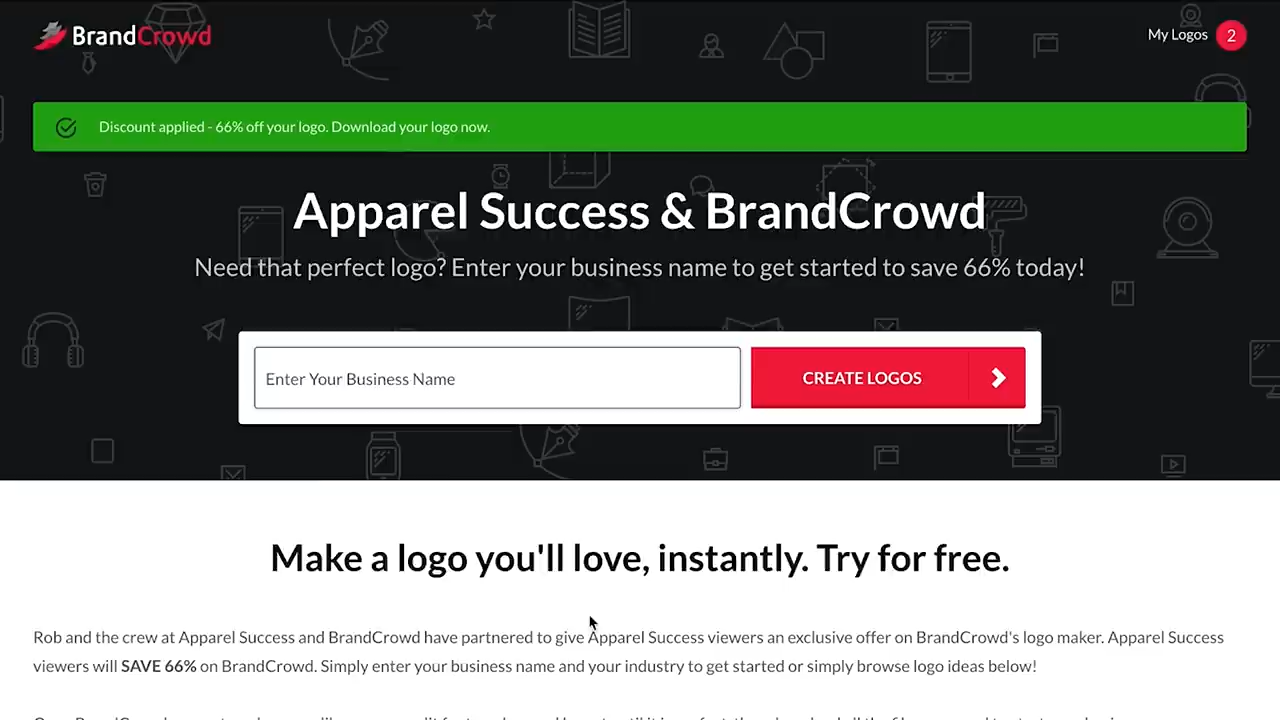 BrandCrowd
My Logos 2
Discount applied - 66% off your logo. Download your logo now.
Apparel Success & BrandCrowd
Need that perfect logo? Enter your business name to get started to save 66% today!
Enter Your Business Name
CREATE LOGOS
Make a logo you'll love, instantly. Try for free.
Rob and the crew at Apparel Success and BrandCrowd have partnered to give Apparel Success viewers an exclusive offer on BrandCrowd's logo maker. Apparel Success
viewers will SAVE 66% on BrandCrowd. Simply enter your business name and your industry to get started or simply browse logo ideas below!